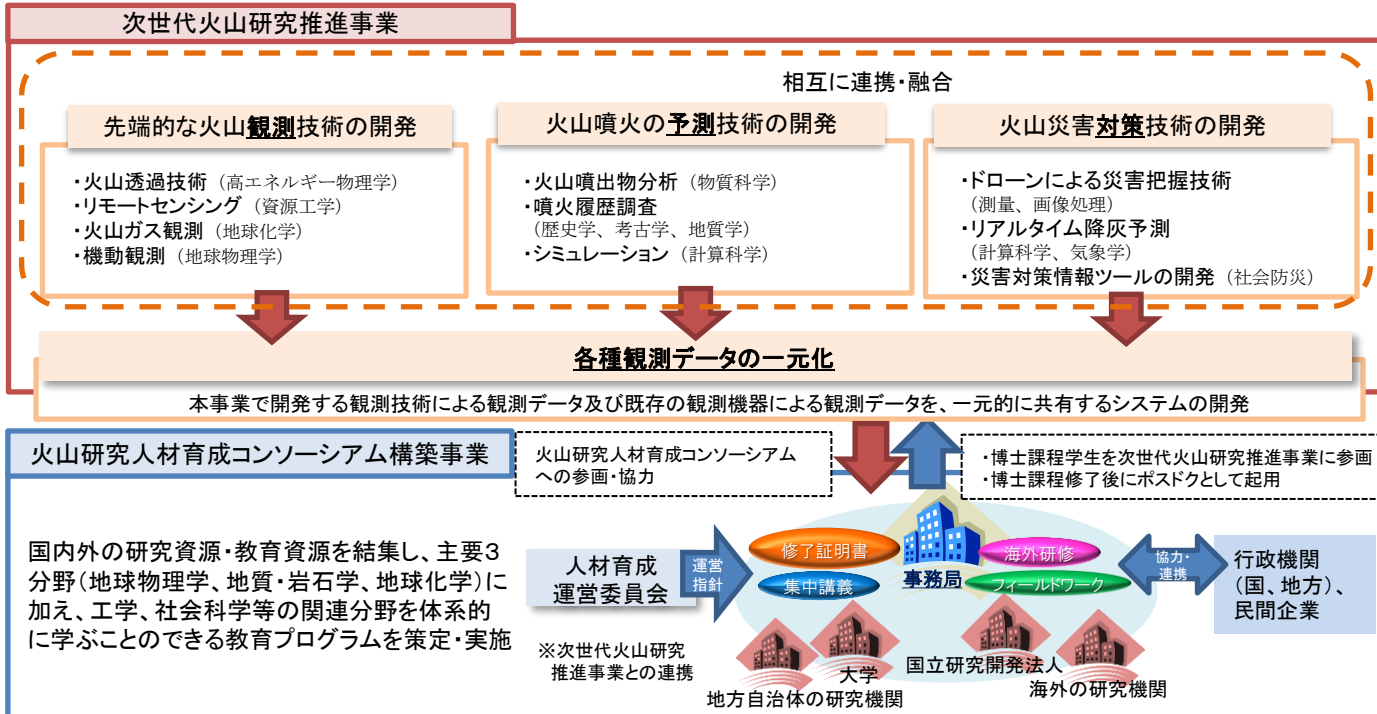 次世代火山研究推進事業
相互に連携・融合
先端的な火山観測技術の開発
・火山透過技術（高エネルギー物理学）
・リモートセンシング（資源工学）
・火山ガス観測（地球化学）
・機動観測（地球物理学）
火山噴火の予測技術の開発
・火山噴出物分析（物質科学）
・噴火履歴調査
（歴史学、考古学、地質学）
・シミュレーション（計算科学）
火山災害対策技術の開発
・ドローンによる災害把握技術
（測量、画像処理）
・リアルタイム降灰予測
（計算科学、気象学）
・災害対策情報ツールの開発（社会防災）
各種観測データの一元化
本事業で開発する観測技術による観測データ及び既存の観測機器による観測データを、一元的に共有するシステムの開発
火山研究人材育成コンソーシアム構築事業
火山研究人材育成コンソーシアム
への参画・協力
・博士課程学生を次世代火山研究推進事業に参画
・博士課程修了後にポスドクとして起用
国内外の研究資源・教育資源を結集し、主要３
分野（地球物理学、地質・岩石学、地球化学）に
加え、工学、社会科学等の関連分野を体系的
に学ぶことのできる教育プログラムを策定・実施
人材育成
運営委員会
運営
指針
※次世代火山研究
推進事業との連携
修了証明書
集中講義
事務局
海外研修
フィールドワーク
協力・
連携
行政機関
（国、地方）、
民間企業
大学
地方自治体の研究機関
国立研究開発法人
海外の研究機関